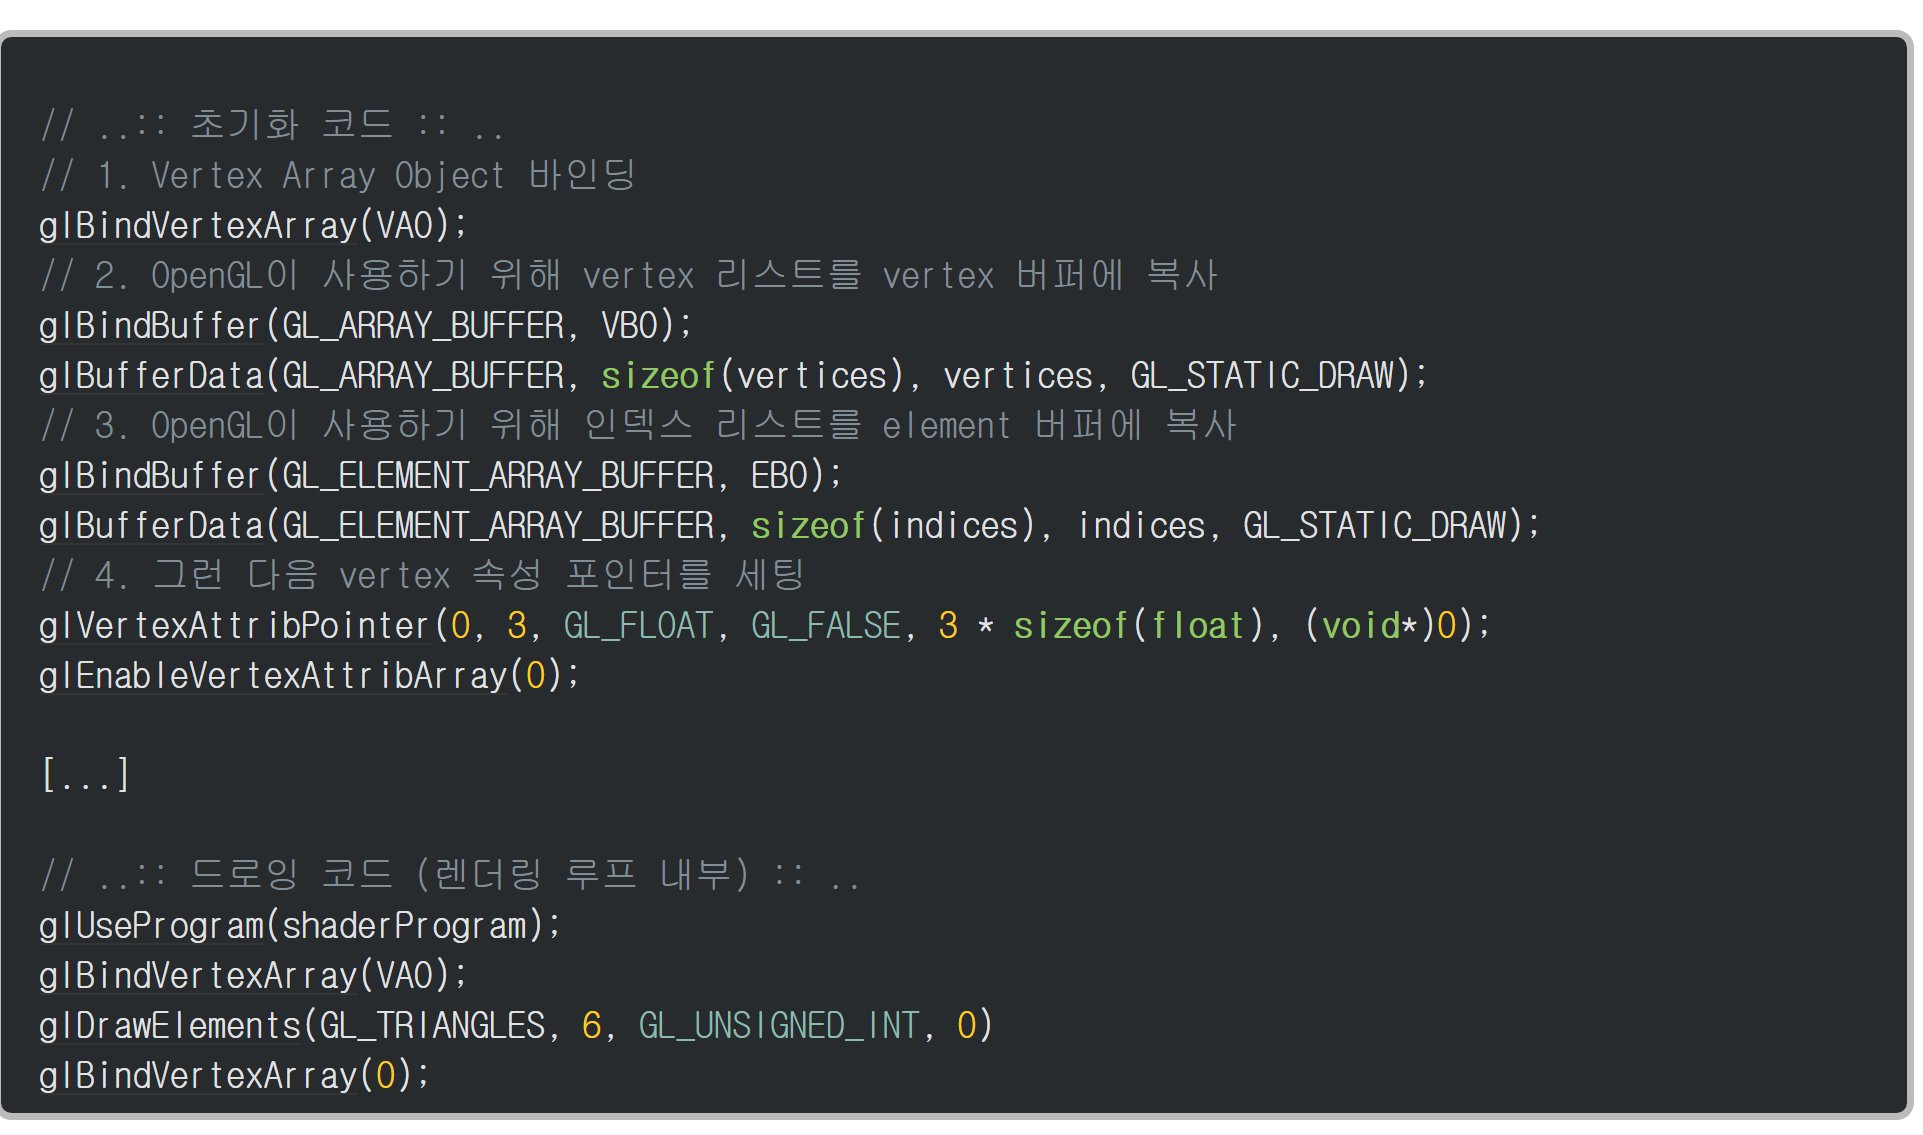 // ..:: 초기화 코드 :: ..
// 1. Vertex Array Object 바인딩
glBindVertexArray(VAO);
// 2. OpenGL이 사용하기 위해 vertex 리스트를 vertex 버퍼에 복사
glBindBuffer(GL_ARRAY_BUFFER, VBO);
glBufferData(GL_ARRAY_BUFFER, sizeof(vertices), vertices, GL_STATIC_DRAW);
// 3. OpenGL이 사용하기 위해 인덱스 리스트를 element 버퍼에 복사
glBindBuffer(GL_ELEMENT_ARRAY_BUFFER, EBO);
glBufferData(GL_ELEMENT_ARRAY_BUFFER, sizeof(indices), indices, GL_STATIC_DRAW);
// 4. 그런 다음 vertex 속성 포인터를 세팅
glVertexAttribPointer(0, 3, GL_FLOAT, GL_FALSE, 3 * sizeof(float), (void*)0);
glEnableVertexAttribArray(0);
[...]
// ..:: 드로잉 코드 (렌더링 루프 내부) :: ..
glUseProgram(shaderProgram);
glBindVertexArray(VAO);
glDrawElements(GL_TRIANGLES, 6, GL_UNSIGNED_INT, 0)
glBindVertexArray(0);